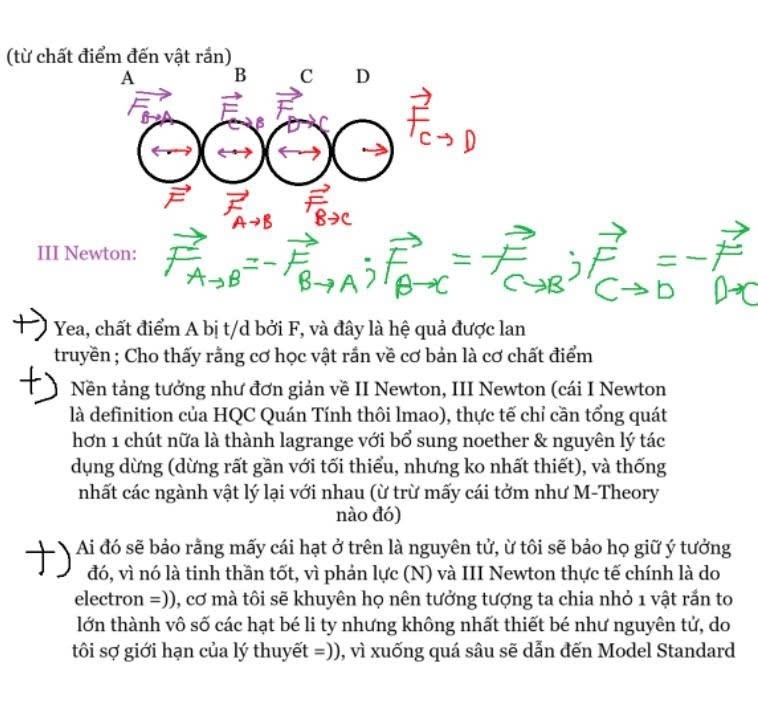 (từ chất điểm đến vật rắn)
A B C D
F B→A F C→B F D→C F C→D
F F A→B F B→C
III Newton: F A→B = - F B→A ; F B→C = - F C→B ; F C→D = - F D→C
+) Yea, chất điểm A bị t/d bởi F, và đây là hệ quả được lan
truyền ; Cho thấy rằng cơ học vật rắn về cơ bản là cơ chất điểm
+) Nền tảng tưởng như đơn giản về II Newton, III Newton (cái I Newton
là definition của HQC Quán Tính thôi lmao), thực tế chỉ cần tổng quát
hơn 1 chút nữa là thành lagrange với bổ sung noether & nguyên lý tác
dụng dừng (dừng rất gần với tối thiểu, nhưng ko nhất thiết), và thống
nhất các ngành vật lý lại với nhau (ừ trừ mấy cái tởm như M-Theory
nào đó)
+) Ai đó sẽ bảo rằng mấy cái hạt ở trên là nguyên tử, ừ tôi sẽ bảo họ giữ ý tưởng
đó, vì nó là tinh thần tốt, vì phản lực (N) và III Newton thực tế chính là do
electron =)), cơ mà tôi sẽ khuyên họ nên tưởng tượng ta chia nhỏ 1 vật rắn to
lớn thành vô số các hạt bé li ty nhưng không nhất thiết bé như nguyên tử, do
tôi sợ giới hạn của lý thuyết =)), vì xuống quá sâu sẽ dẫn đến Model Standard